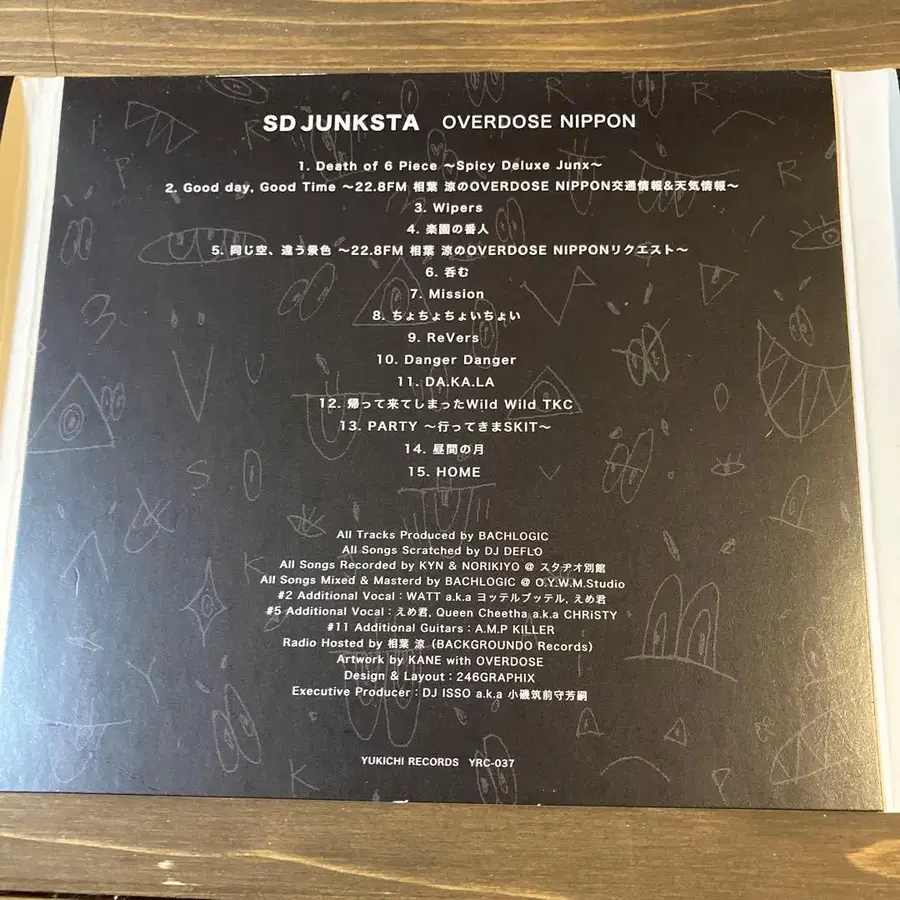 SD JUNKSTA OVERDOSE NIPPON
1. Death of 6 Piece ～Spicy Deluxe Junx～
2. Good day, Good Time ～22.8FM 相葉 涼のOVERDOSE NIPPON交通情報&天気情報～
3. Wipers
4. 楽園の番人
5. 同じ空、違う景色 ～22.8FM 相葉 涼のOVERDOSE NIPPONリクエスト～
6. 呑む
7. Mission
8. ちょちょちょいちょい
9. ReVers
10. Danger Danger
11. DA.KA.LA
12. 帰って来てしまったWild Wild TKC
13. PARTY ～行ってきまSKIT～
14. 昼間の月
15. HOME
All Tracks Produced by BACHLOGIC
All Songs Scratched by DJ DEFLO
All Songs Recorded by KYN & NORIKIYO @ スタヂオ別館
All Songs Mixed & Masterd by BACHLOGIC @ O.Y.W.M.Studio
#2 Additional Vocal : WATT a.k.a ヨッテルブッテル, えめ君
#5 Additional Vocal : えめ君, Queen Cheetha a.k.a CHRiSTY
#11 Additional Guitars : A.M.P KILLER
Radio Hosted by 相葉 涼 (BACKGROUNDO Records)
Artwork by KANE with OVERDOSE
Design & Layout : 246GRAPHIX
Executive Producer : DJ ISSO a.k.a 小磯筑前守芳嗣
YUKICHI RECORDS YRC-037